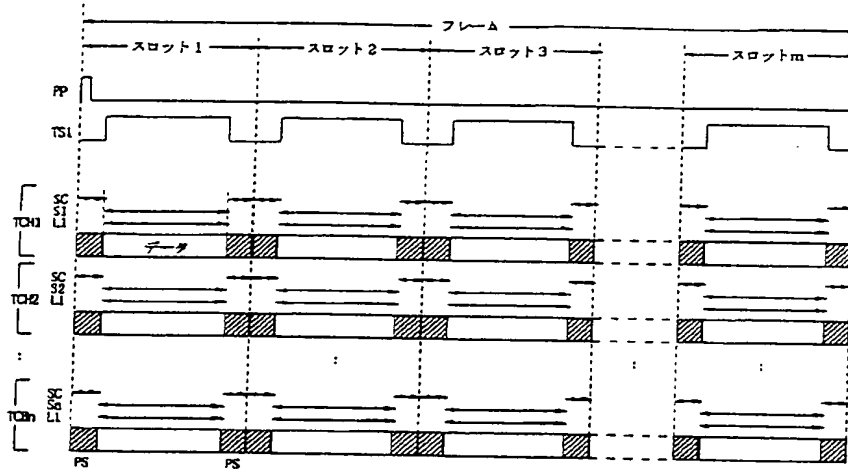 フレーム
スロット1 スロット2 スロット3 スロットm
PP
TS1
TCH1
SC
S1
L1
データ
TCH2
SC
S2
L1
:
:
:
:
TCHn
SC
Sn
L1
PS PS